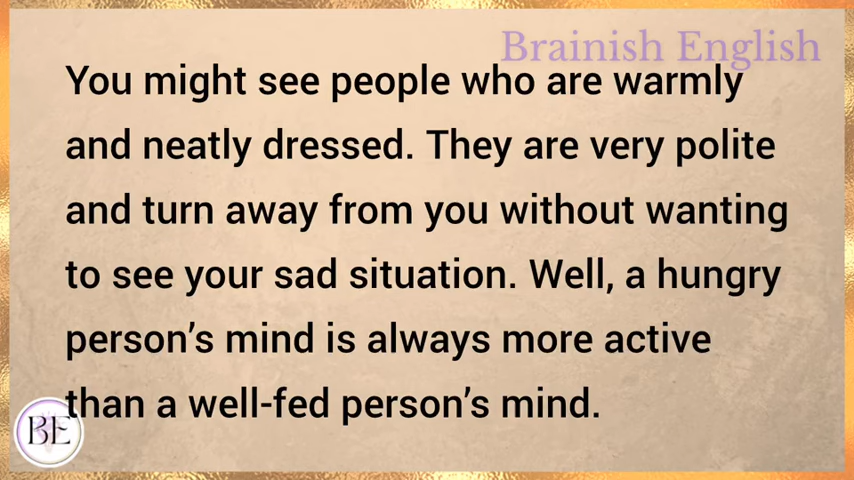 Brainish English
You might see people who are warmly
and neatly dressed. They are very polite
and turn away from you without wanting
to see your sad situation. Well, a hungry
person’s mind is always more active
than a well-fed person’s mind.
BE